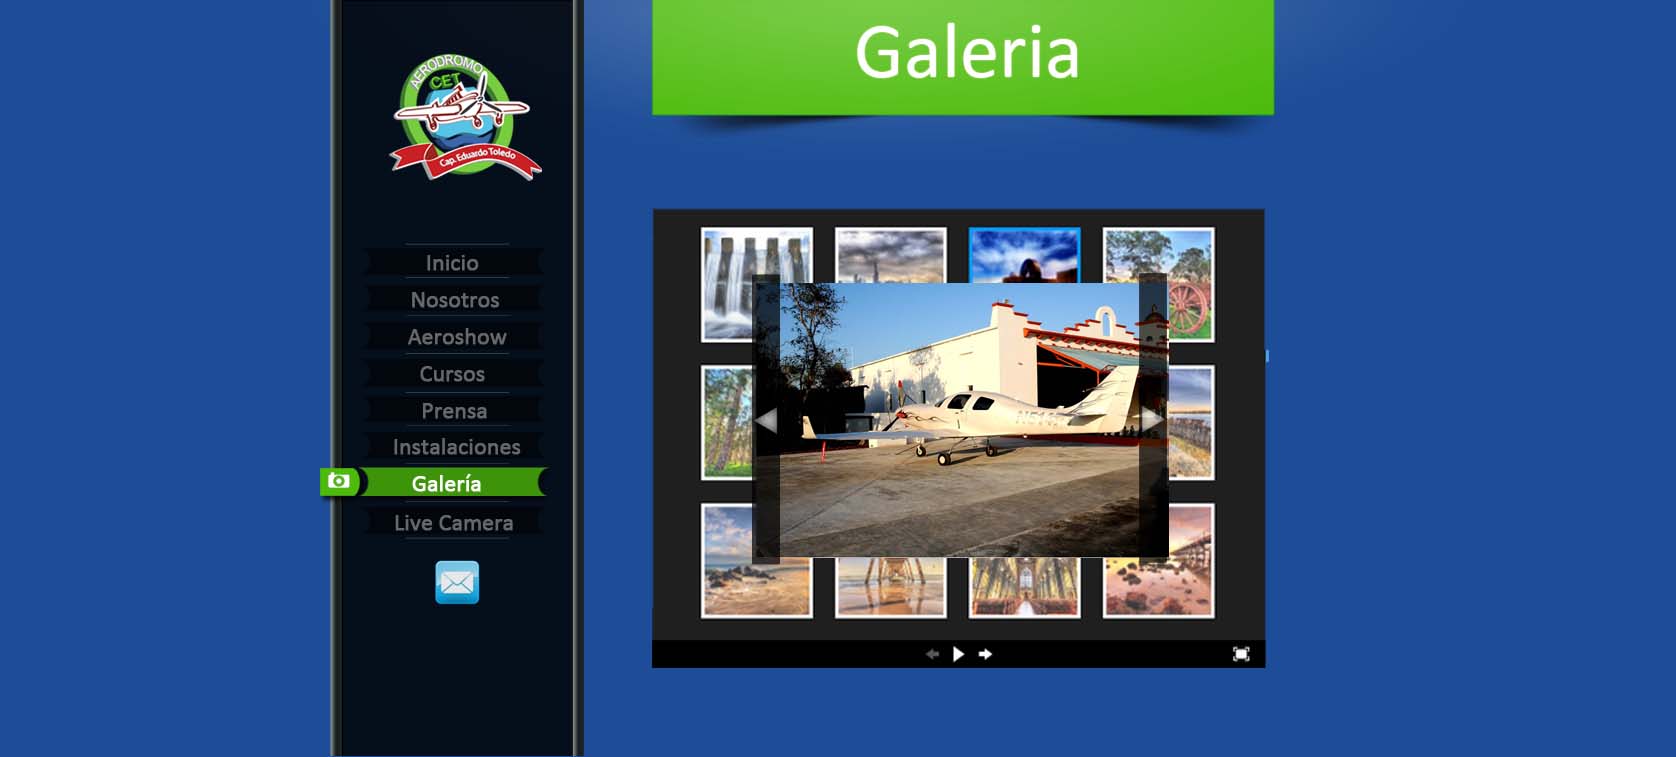 AERODROMO
CET
Cap. Eduardo Toledo
Inicio
Nosotros
Aeroshow
Cursos
Prensa
Instalaciones
Galería
Live Camera
Galeria